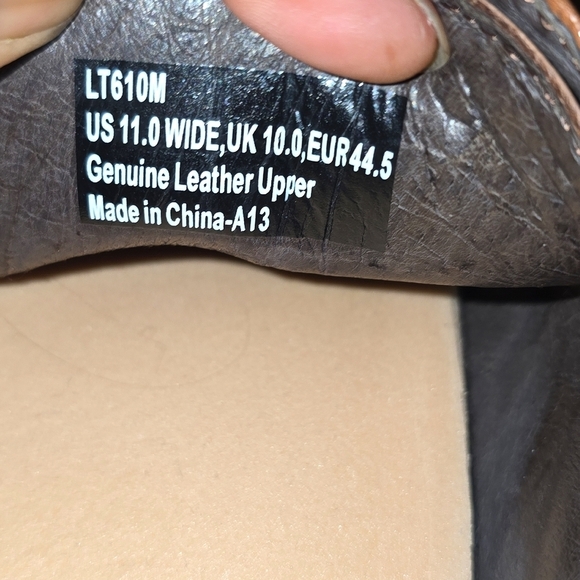 LT610M
US 11.0 WIDE,UK 10.0,EUR44.5
Genuine Leather Upper
Made in China-A13